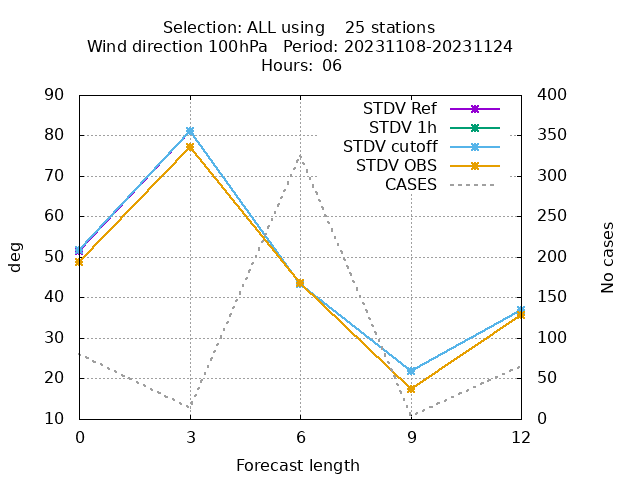 Selection: ALL using    25 stations
Wind direction 100hPa   Period: 20231108-20231124
Hours: 06
90
80
70
60
50
40
30
20
10
400
350
300
250
200
150
100
50
0
STDV Ref
STDV 1h
STDV cutoff
STDV OBS
CASES
deg
No cases
0 3 6 9 12
Forecast length